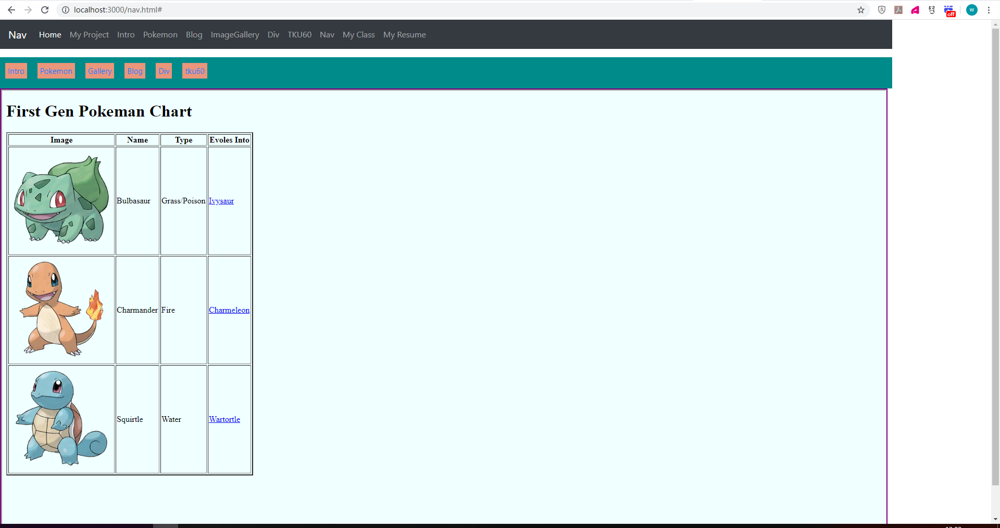 localhost:3000/nav.html#
off
W
Nav Home My Project Intro Pokemon Blog ImageGallery Div TKU60 Nav My Class My Resume
Intro Pokemon Gallery Blog Div tku60
First Gen Pokeman Chart
Image Name Type Evoles Into
Bulbasaur Grass/Poison Ivysaur
Charmander Fire Charmeleon
Squirtle Water Wartortle